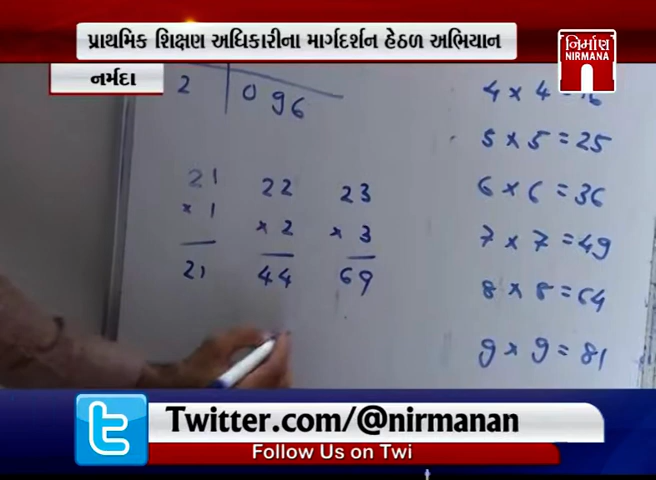 પ્રાથમિક શિક્ષણ અધિકારીના માર્ગદર્શન હેઠળ અભિયાન
નર્મદા
નિર્માણ
NIRMANA
2 | 096
21
× 1
21
22
× 2
44
23
× 3
69
4 × 4 = 16
5 × 5 = 25
6 × 6 = 36
7 × 7 = 49
8 × 8 = 64
9 × 9 = 81
Twitter.com/@nirmanan
Follow Us on Twi